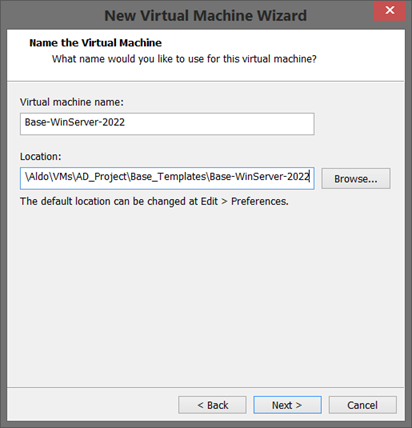 New Virtual Machine Wizard
Name the Virtual Machine
What name would you like to use for this virtual machine?
Virtual machine name:
Base-WinServer-2022
Location:
\Aldo\VMs\AD_Project\Base_Templates\Base-WinServer-2022
Browse...
The default location can be changed at Edit > Preferences.
< Back
Next >
Cancel